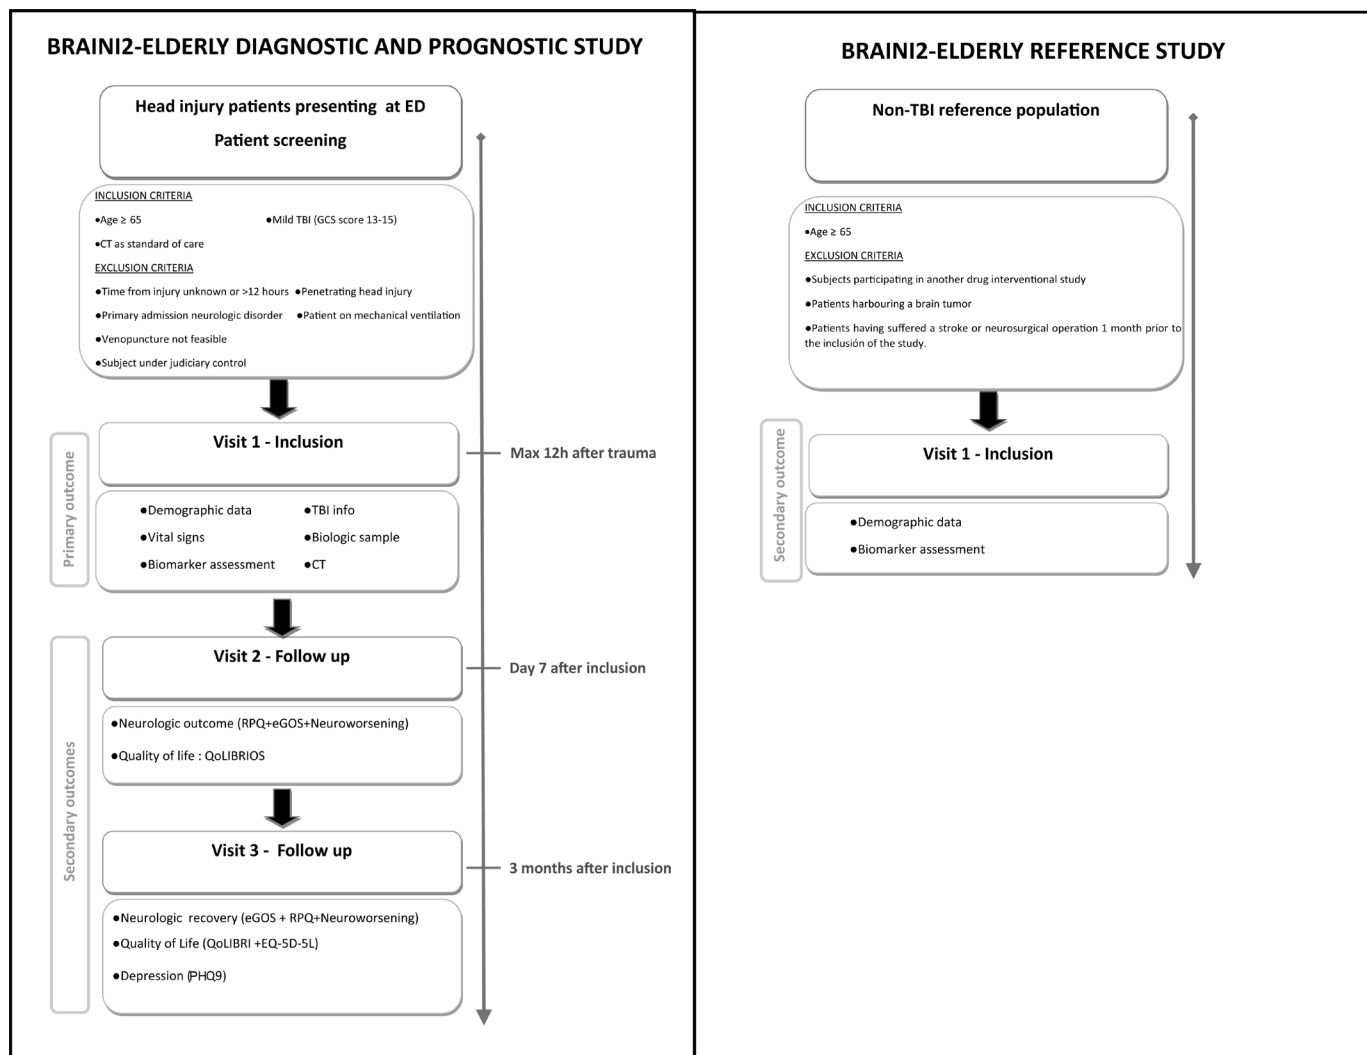 BRAINI2-ELDERLY DIAGNOSTIC AND PROGNOSTIC STUDY
Head injury patients presenting at ED
Patient screening
INCLUSION CRITERIA
●Age ≥ 65 ●Mild TBI (GCS score 13-15)
●CT as standard of care
EXCLUSION CRITERIA
●Time from injury unknown or >12 hours ●Penetrating head injury
●Primary admission neurologic disorder ●Patient on mechanical ventilation
●Venopuncture not feasible
●Subject under judiciary control
Primary outcome
Visit 1 - Inclusion
Max 12h after trauma
●Demographic data ●TBI info
●Vital signs ●Biologic sample
●Biomarker assessment ●CT
Secondary outcomes
Visit 2 - Follow up
Day 7 after inclusion
●Neurologic outcome (RPQ+eGOS+Neuroworsening)
●Quality of life : QoLIBRIOS
Visit 3 -  Follow up
3 months after inclusion
●Neurologic recovery (eGOS + RPQ+Neuroworsening)
●Quality of Life (QoLIBRI +EQ-5D-5L)
●Depression (PHQ9)
BRAINI2-ELDERLY REFERENCE STUDY
Non-TBI reference population
INCLUSION CRITERIA
●Age ≥ 65
EXCLUSION CRITERIA
●Subjects participating in another drug interventional study
●Patients harbouring a brain tumor
●Patients having suffered a stroke or neurosurgical operation 1 month prior to
the inclusión of the study.
Secondary outcome
Visit 1 - Inclusion
●Demographic data
●Biomarker assessment